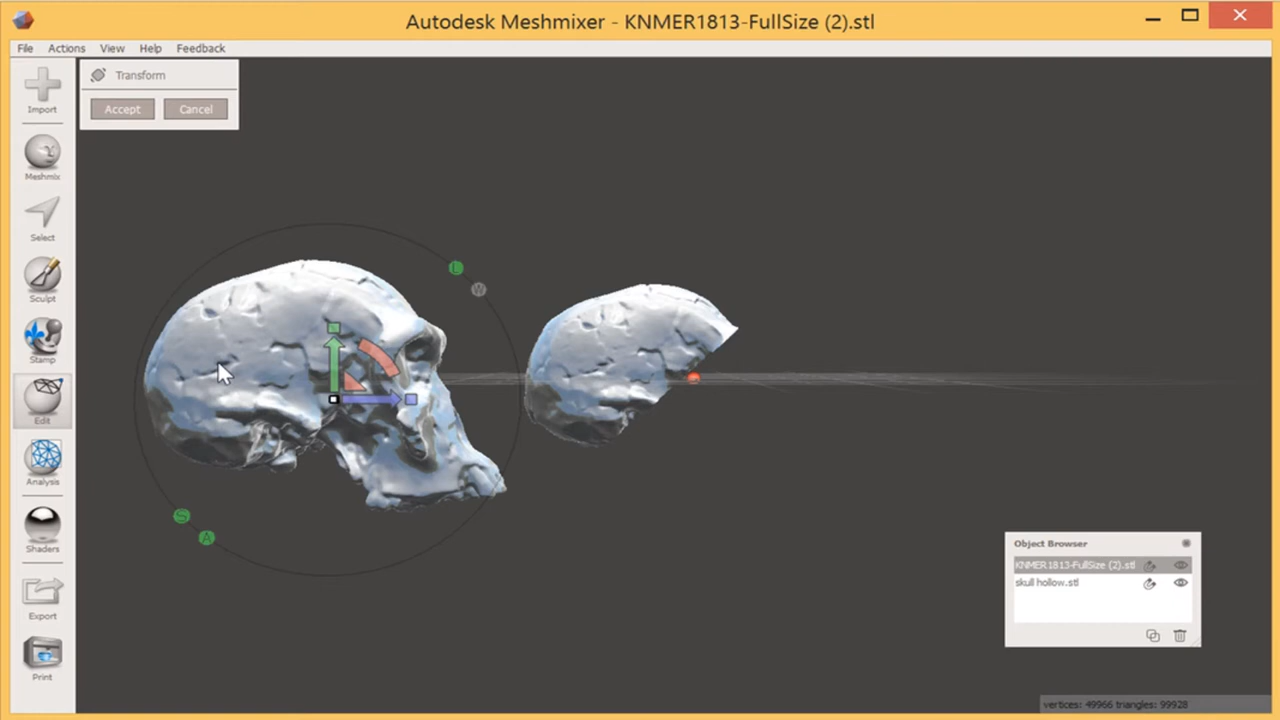 Autodesk Meshmixer - KNMER1813-FullSize (2).stl
File Actions View Help Feedback
Transform
Accept Cancel
Import
Meshmix
Select
Sculpt
Stamp
Edit
Analysis
Shaders
Export
Print
L
W
S
A
Object Browser
KNMER1813-FullSize (2).stl
skull hollow.stl
vertices: 49966 triangles: 99928